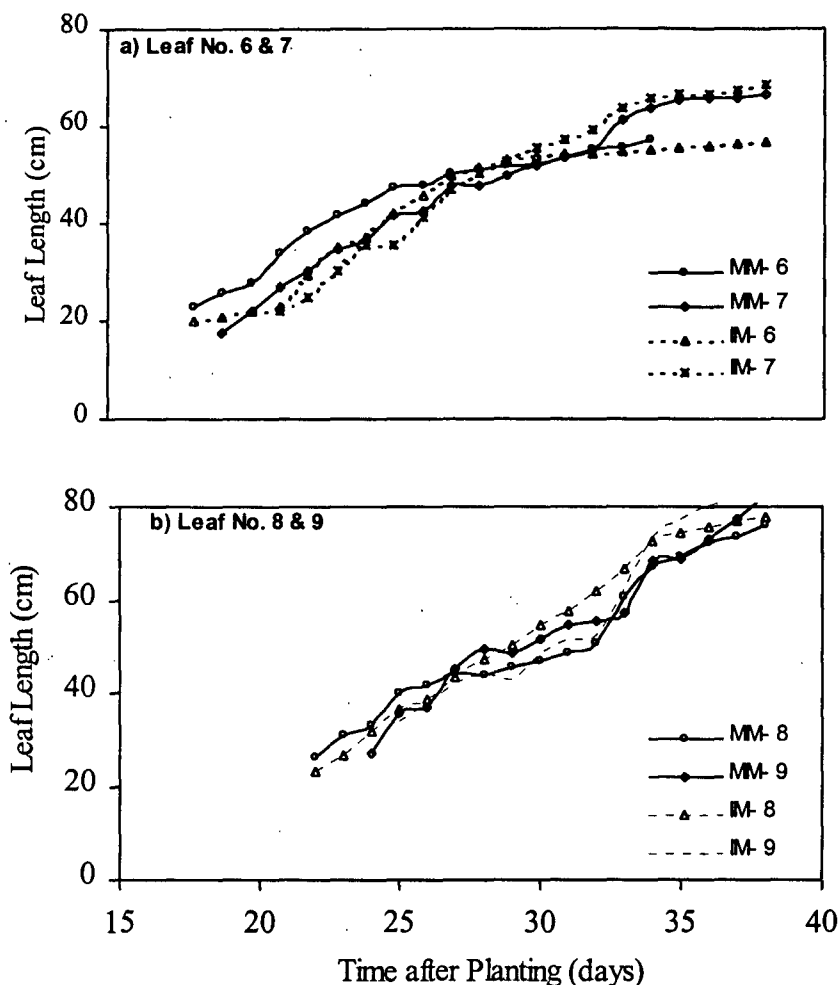 80
a) Leaf No. 6 & 7
60
40
20
0
Leaf Length (cm)
MM- 6
MM- 7
IM- 6
IM- 7
80
b) Leaf No. 8 & 9
60
40
20
0
Leaf Length (cm)
MM- 8
MM- 9
IM- 8
IM- 9
15 20 25 30 35 40
Time after Planting (days)